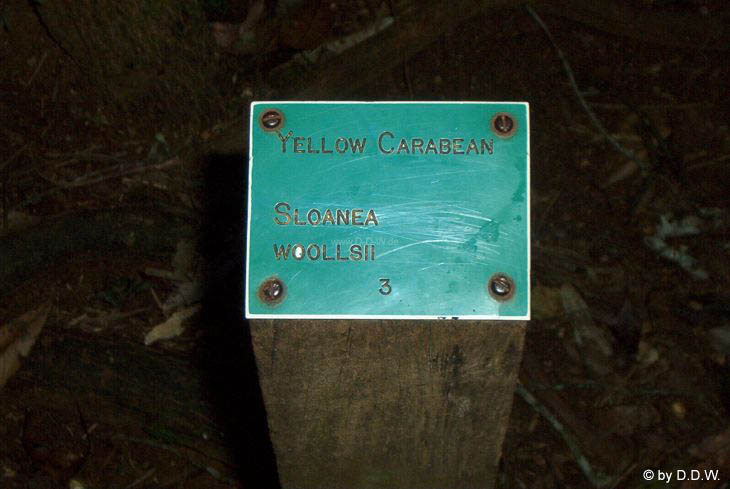 Yellow Carabean
Sloanea
woollsii
3
© by D.D.W.